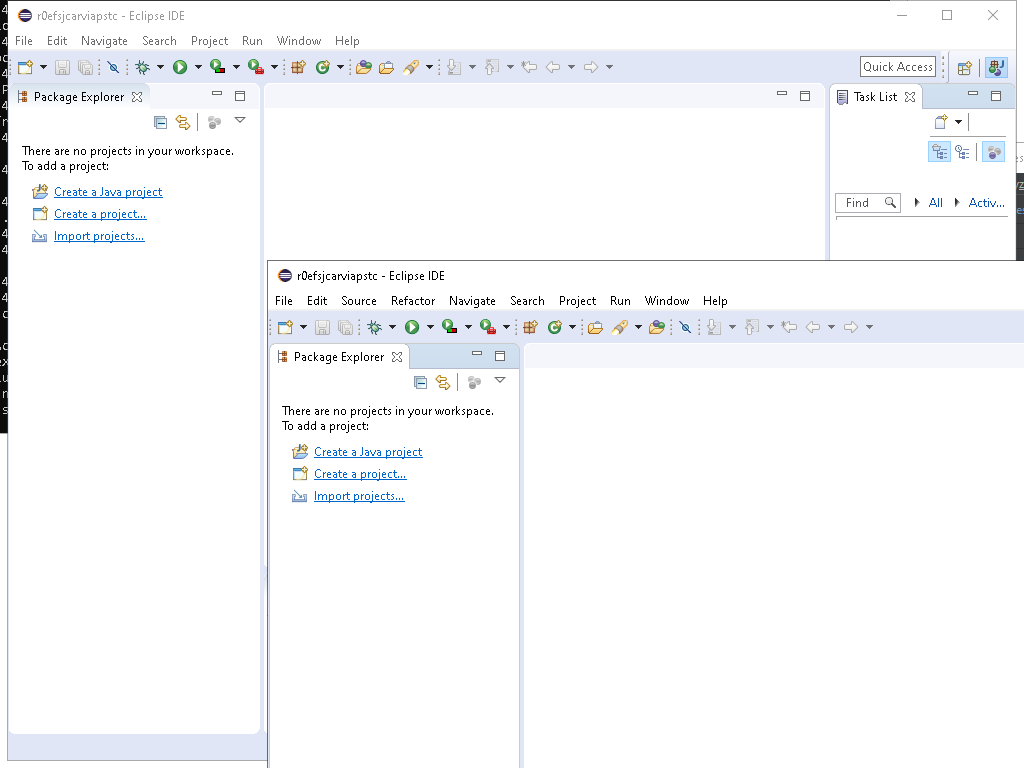 r0efsjcarviapstc - Eclipse IDE
File Edit Navigate Search Project Run Window Help
Quick Access
Package Explorer
Task List
There are no projects in your workspace.
To add a project:
Create a Java project
Create a project...
Import projects...
Find
All
Activ...
r0efsjcarviapstc - Eclipse IDE
File Edit Source Refactor Navigate Search Project Run Window Help
Package Explorer
There are no projects in your workspace.
To add a project:
Create a Java project
Create a project...
Import projects...